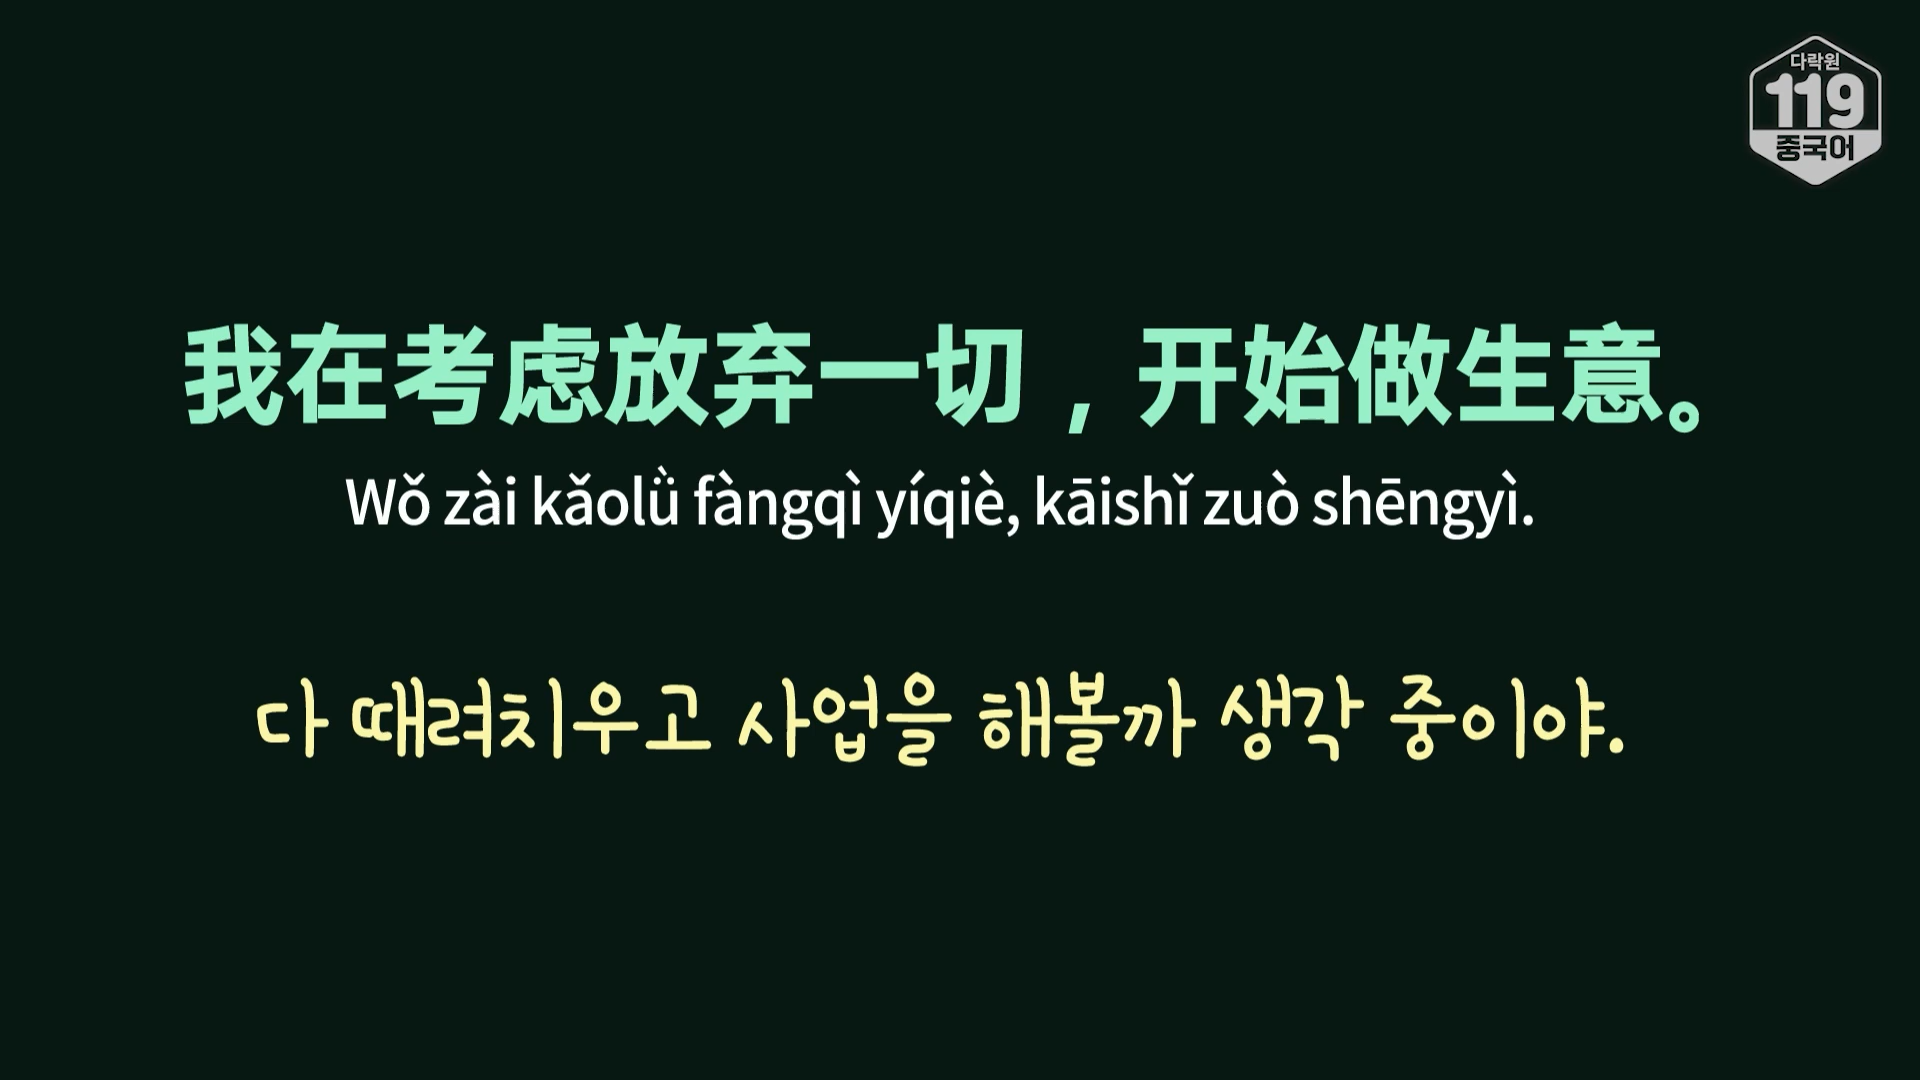 다락원
119
중국어
我在考虑放弃一切，开始做生意。
Wǒ zài kǎolǜ fàngqì yíqiè, kāishǐ zuò shēngyì.
다 때려치우고 사업을 해볼까 생각 중이야.